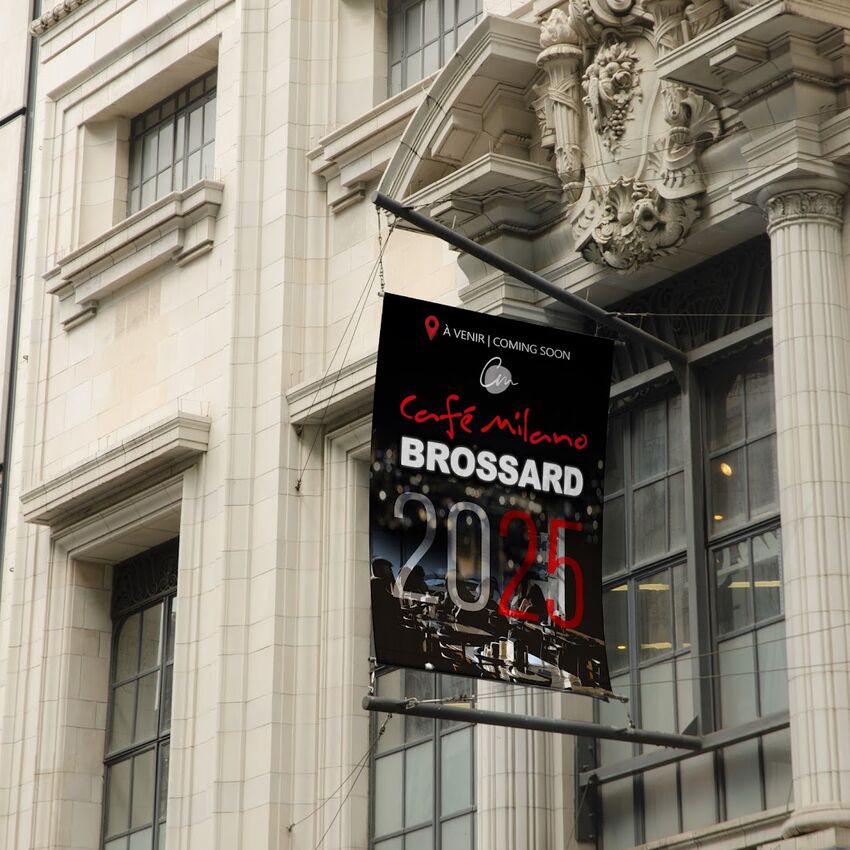 À VENIR | COMING SOON
Cm
Café Milano
BROSSARD
2025